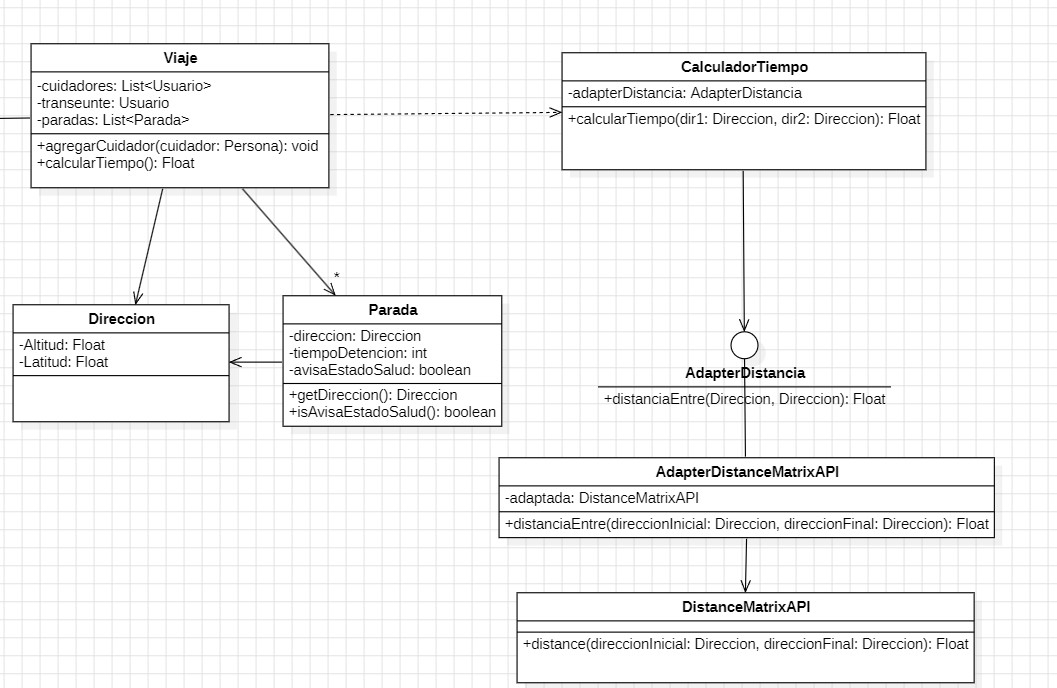 Viaje
-cuidadores: List<Usuario>
-transeunte: Usuario
-paradas: List<Parada>
+agregarCuidador(cuidador: Persona): void
+calcularTiempo(): Float
CalculadorTiempo
-adapterDistancia: AdapterDistancia
+calcularTiempo(dir1: Direccion, dir2: Direccion): Float
*
Direccion
-Altitud: Float
-Latitud: Float
Parada
-direccion: Direccion
-tiempoDetencion: int
-avisaEstadoSalud: boolean
+getDireccion(): Direccion
+isAvisaEstadoSalud(): boolean
AdapterDistancia
+distanciaEntre(Direccion, Direccion): Float
AdapterDistanceMatrixAPI
-adaptada: DistanceMatrixAPI
+distanciaEntre(direccionInicial: Direccion, direccionFinal: Direccion): Float
DistanceMatrixAPI
+distance(direccionInicial: Direccion, direccionFinal: Direccion): Float